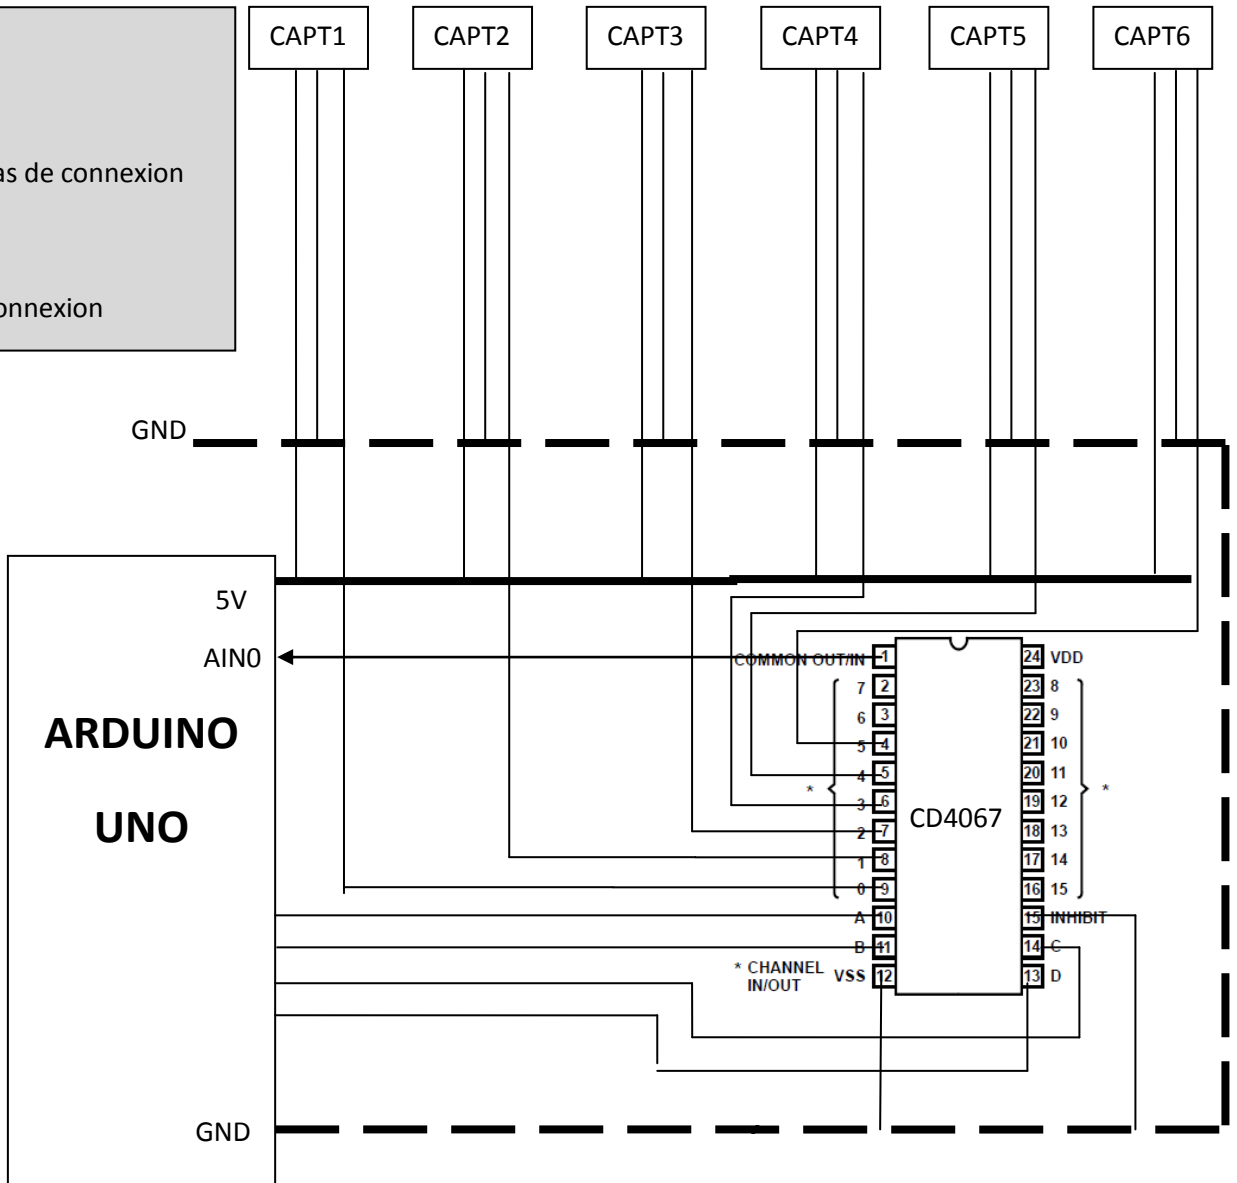 CAPT1 CAPT2 CAPT3 CAPT4 CAPT5 CAPT6
as de connexion
onnexion
GND
5V
AIN0
ARDUINO
UNO
GND
COMMON OUT/IN 1 24 VDD
7 2 23 8
6 3 22 9
5 4 21 10
4 5 20 11
* 3 6 19 12 *
CD4067
2 7 18 13
1 8 17 14
0 9 16 15
A 10 15 INHIBIT
B 11 14 C
* CHANNEL
IN/OUT
VSS 12 13 D